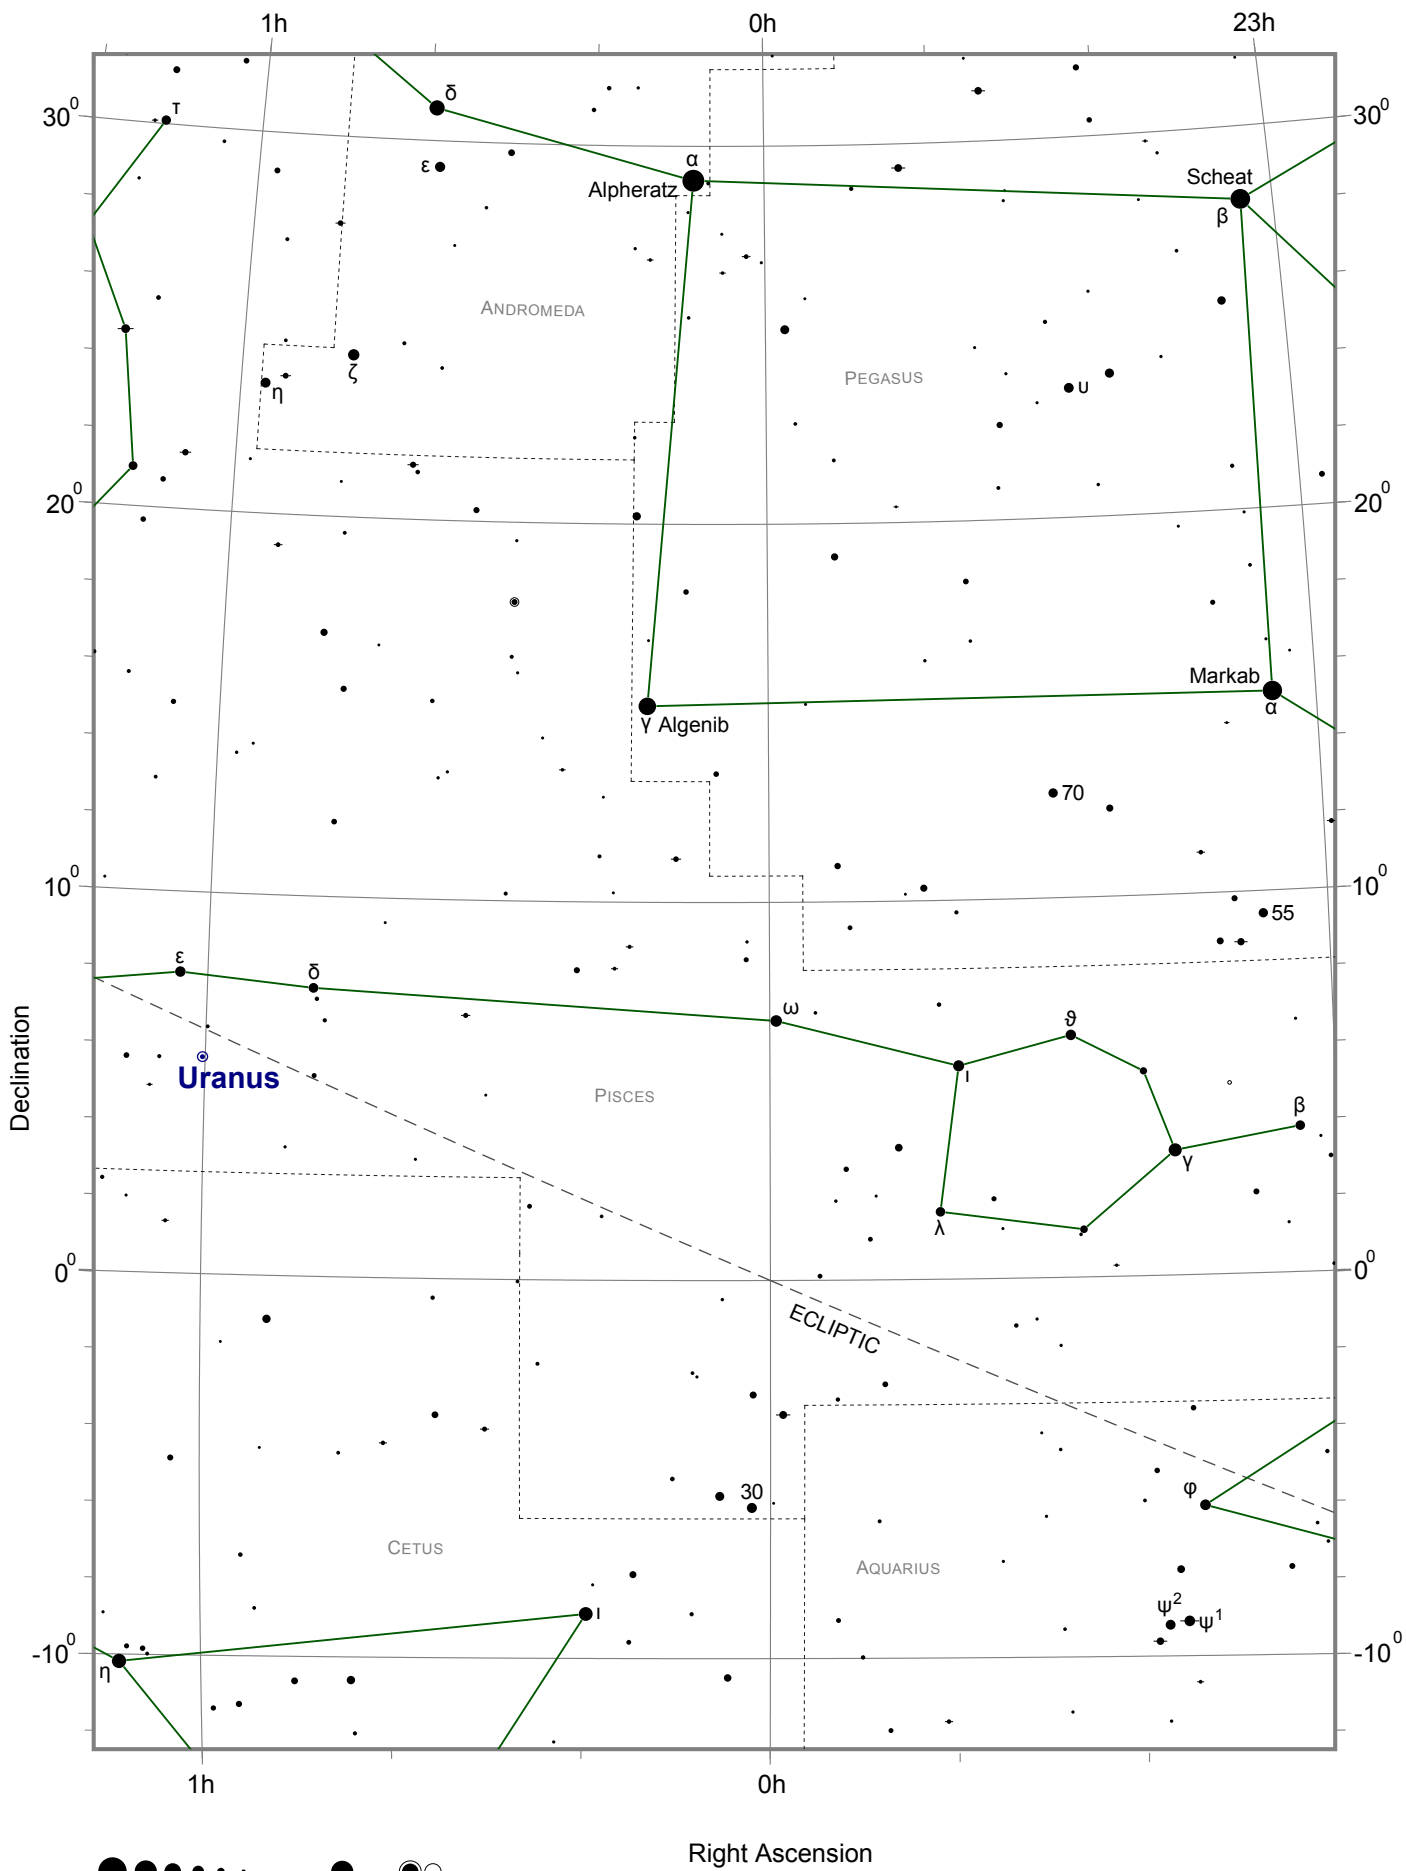 1h 0h 23h
τ δ
30⁰ 30⁰
ε α
Alpheratz Scheat
β
ANDROMEDA
ζ PEGASUS υ
η
20⁰ 20⁰
Markab
γ Algenib α
70
10⁰ 10⁰
55
ε δ
ω ϑ
Declination
Uranus ι
PISCES β
γ
λ
0⁰ 0⁰
ECLIPTIC
30 φ
CETUS
AQUARIUS
ι ψ² ψ¹
-10⁰ -10⁰
η
1h 0h
Right Ascension